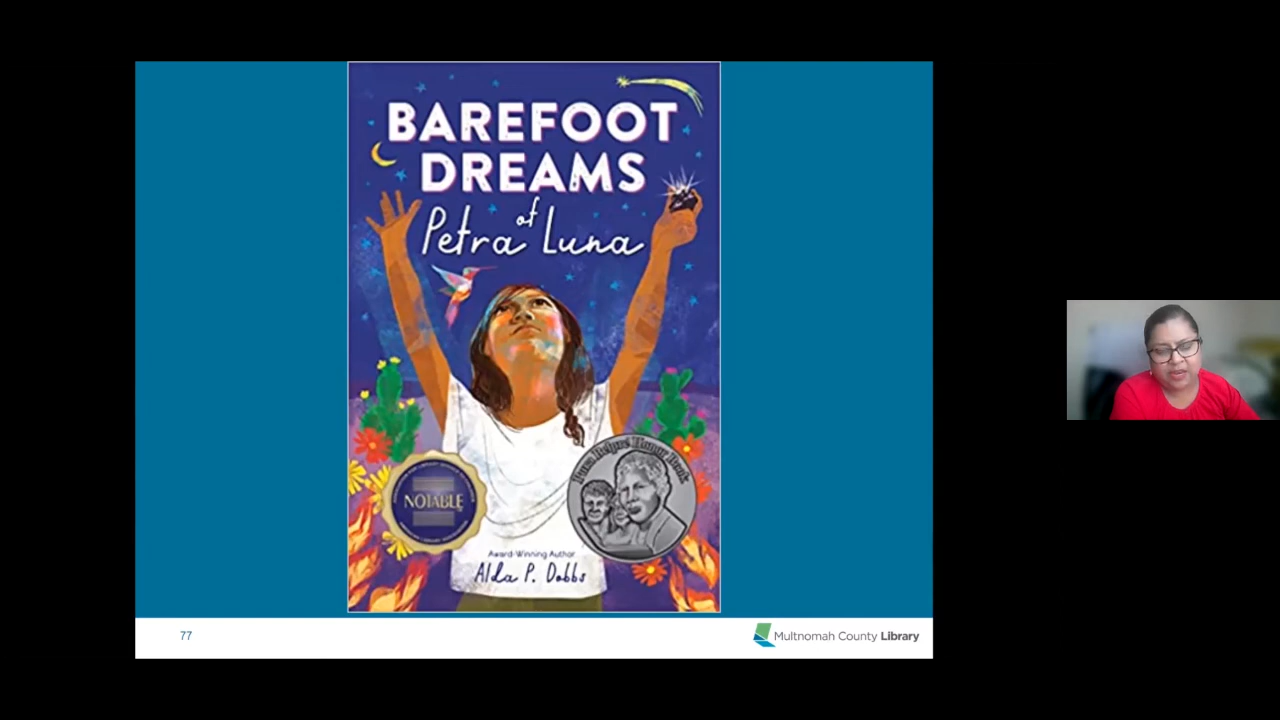 BAREFOOT
DREAMS
of
Petra Luna
Pura Belpré Honor Book
NOTABLE
Award-Winning Author
Alda P. Dobbs
77
Multnomah County Library